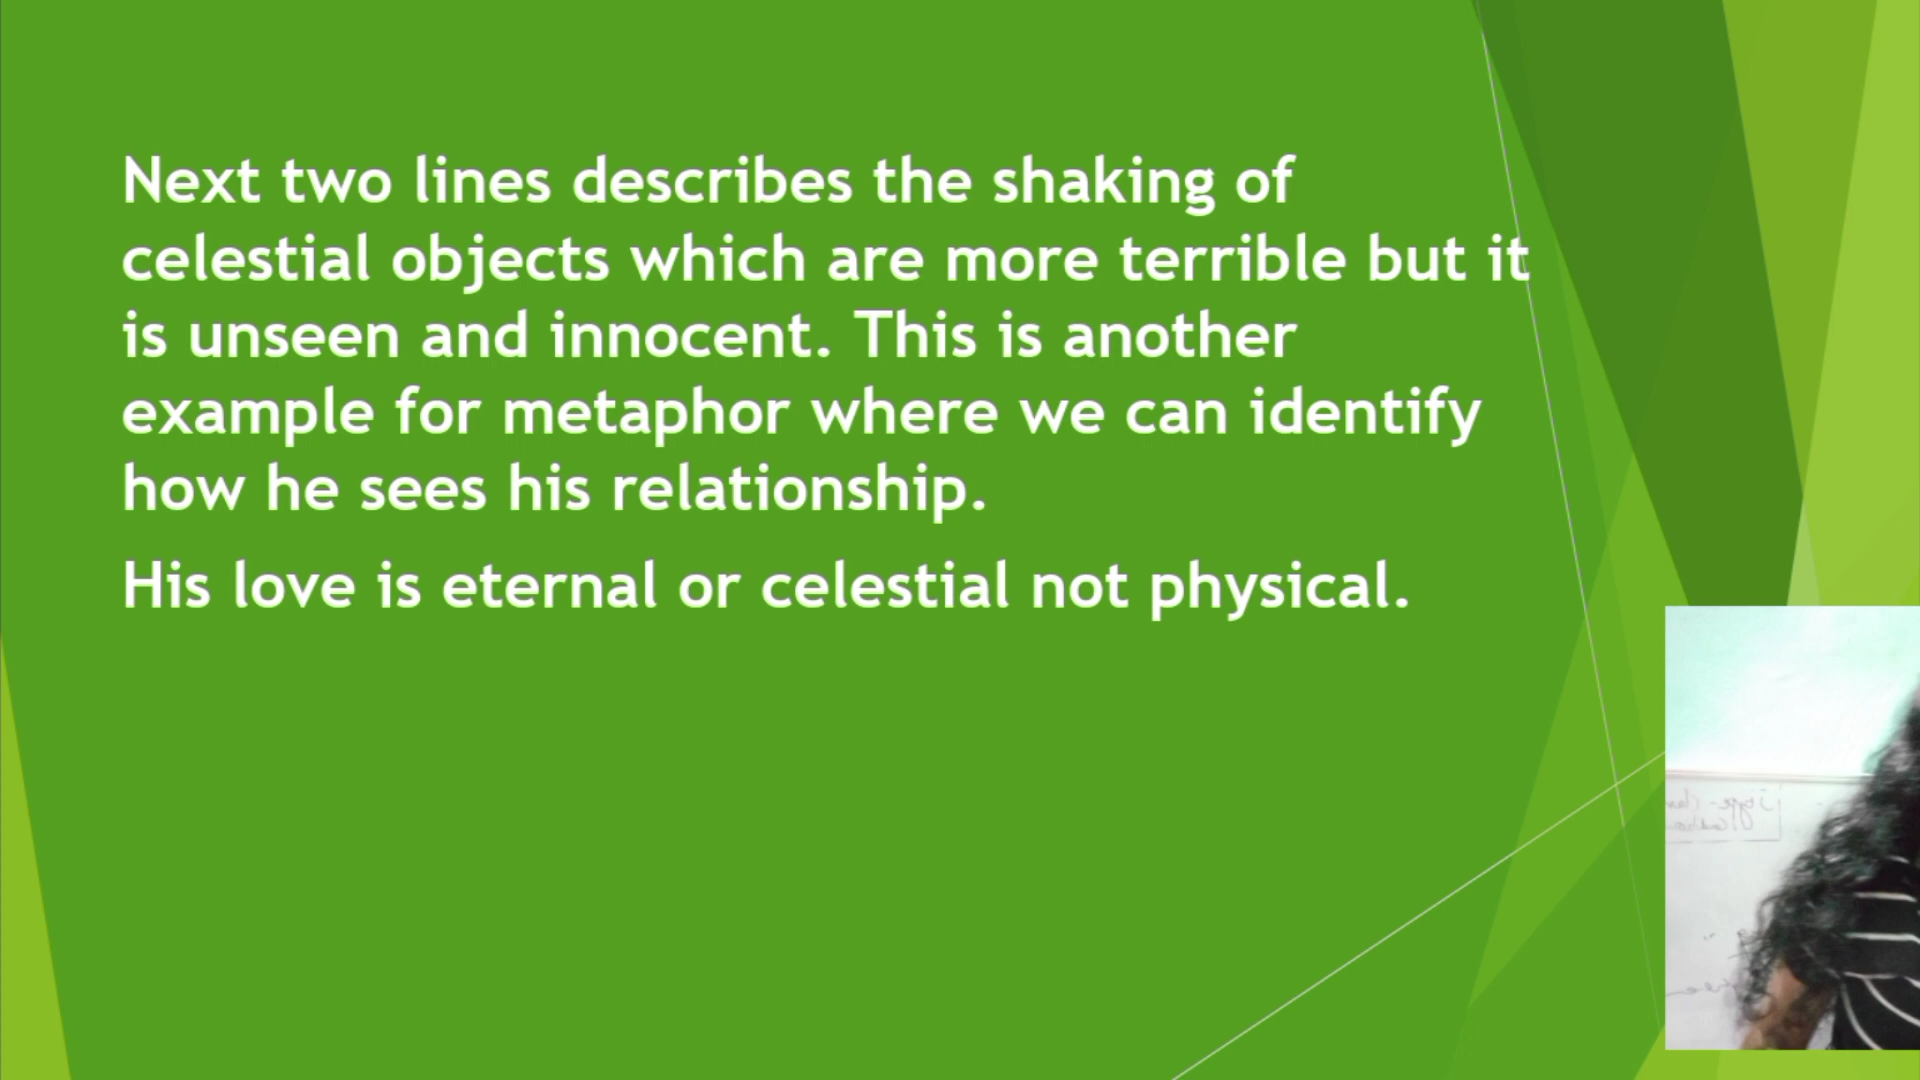 Next two lines describes the shaking of
celestial objects which are more terrible but it
is unseen and innocent. This is another
example for metaphor where we can identify
how he sees his relationship.
His love is eternal or celestial not physical.